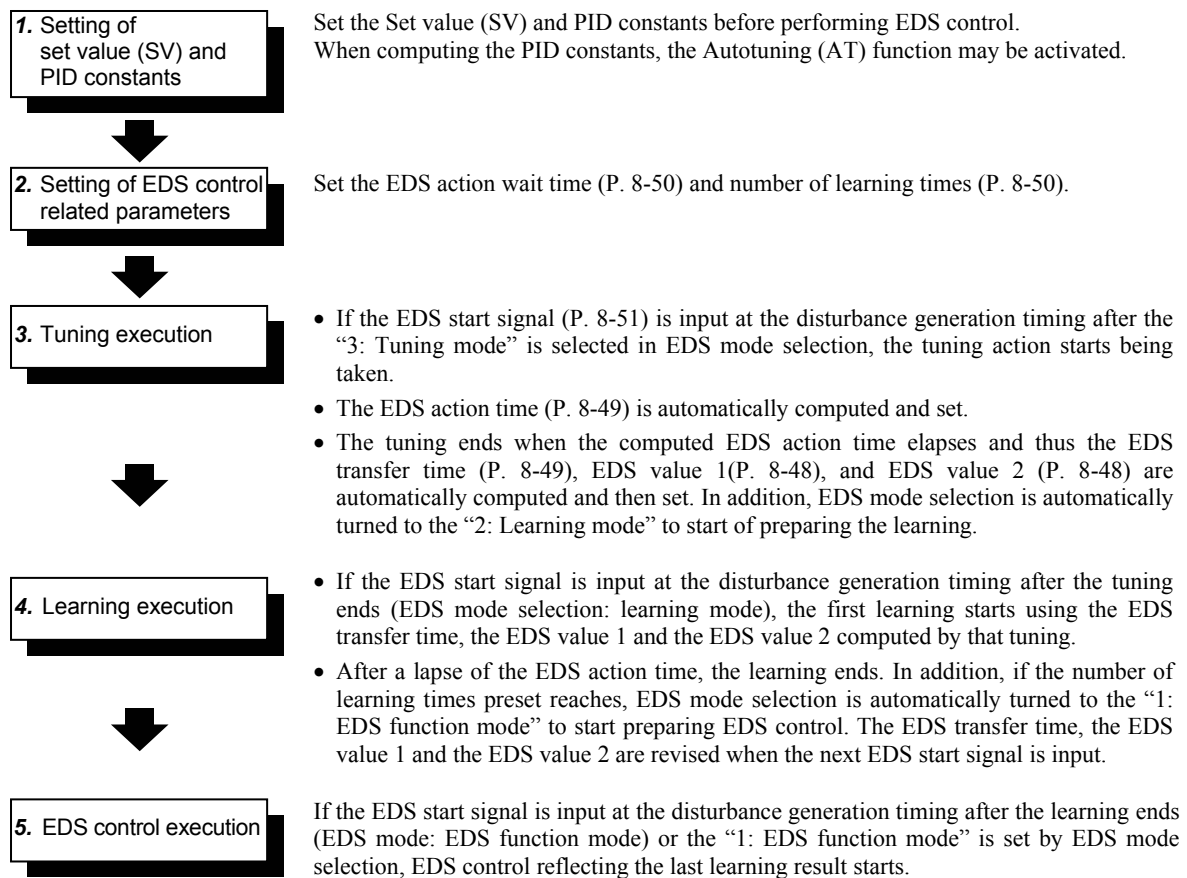 1. Setting of
set value (SV) and
PID constants
Set the Set value (SV) and PID constants before performing EDS control.
When computing the PID constants, the Autotuning (AT) function may be activated.
2. Setting of EDS control
related parameters
Set the EDS action wait time (P. 8-50) and number of learning times (P. 8-50).
3. Tuning execution
• If the EDS start signal (P. 8-51) is input at the disturbance generation timing after the
“3: Tuning mode” is selected in EDS mode selection, the tuning action starts being
taken.
• The EDS action time (P. 8-49) is automatically computed and set.
• The tuning ends when the computed EDS action time elapses and thus the EDS
transfer time (P. 8-49), EDS value 1(P. 8-48), and EDS value 2 (P. 8-48) are
automatically computed and then set. In addition, EDS mode selection is automatically
turned to the “2: Learning mode” to start of preparing the learning.
4. Learning execution
• If the EDS start signal is input at the disturbance generation timing after the tuning
ends (EDS mode selection: learning mode), the first learning starts using the EDS
transfer time, the EDS value 1 and the EDS value 2 computed by that tuning.
• After a lapse of the EDS action time, the learning ends. In addition, if the number of
learning times preset reaches, EDS mode selection is automatically turned to the “1:
EDS function mode” to start preparing EDS control. The EDS transfer time, the EDS
value 1 and the EDS value 2 are revised when the next EDS start signal is input.
5. EDS control execution
If the EDS start signal is input at the disturbance generation timing after the learning ends
(EDS mode: EDS function mode) or the “1: EDS function mode” is set by EDS mode
selection, EDS control reflecting the last learning result starts.